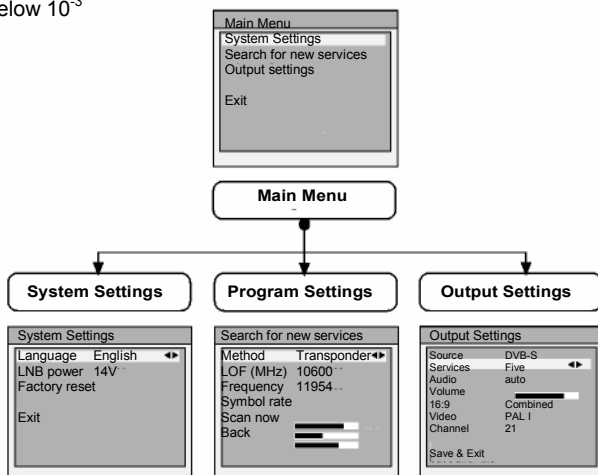 elow 10-3
Main Menu
System Settings
Search for new services
Output settings
Exit
Main Menu
System Settings
Program Settings
Output Settings
System Settings
Language English
LNB power 14V
Factory reset
Exit
Search for new services
Method Transponder
LOF (MHz) 10600
Frequency 11954
Symbol rate
Scan now
Back
Output Settings
Source DVB-S
Services Five
Audio auto
Volume
16:9 Combined
Video PAL I
Channel 21
Save & Exit